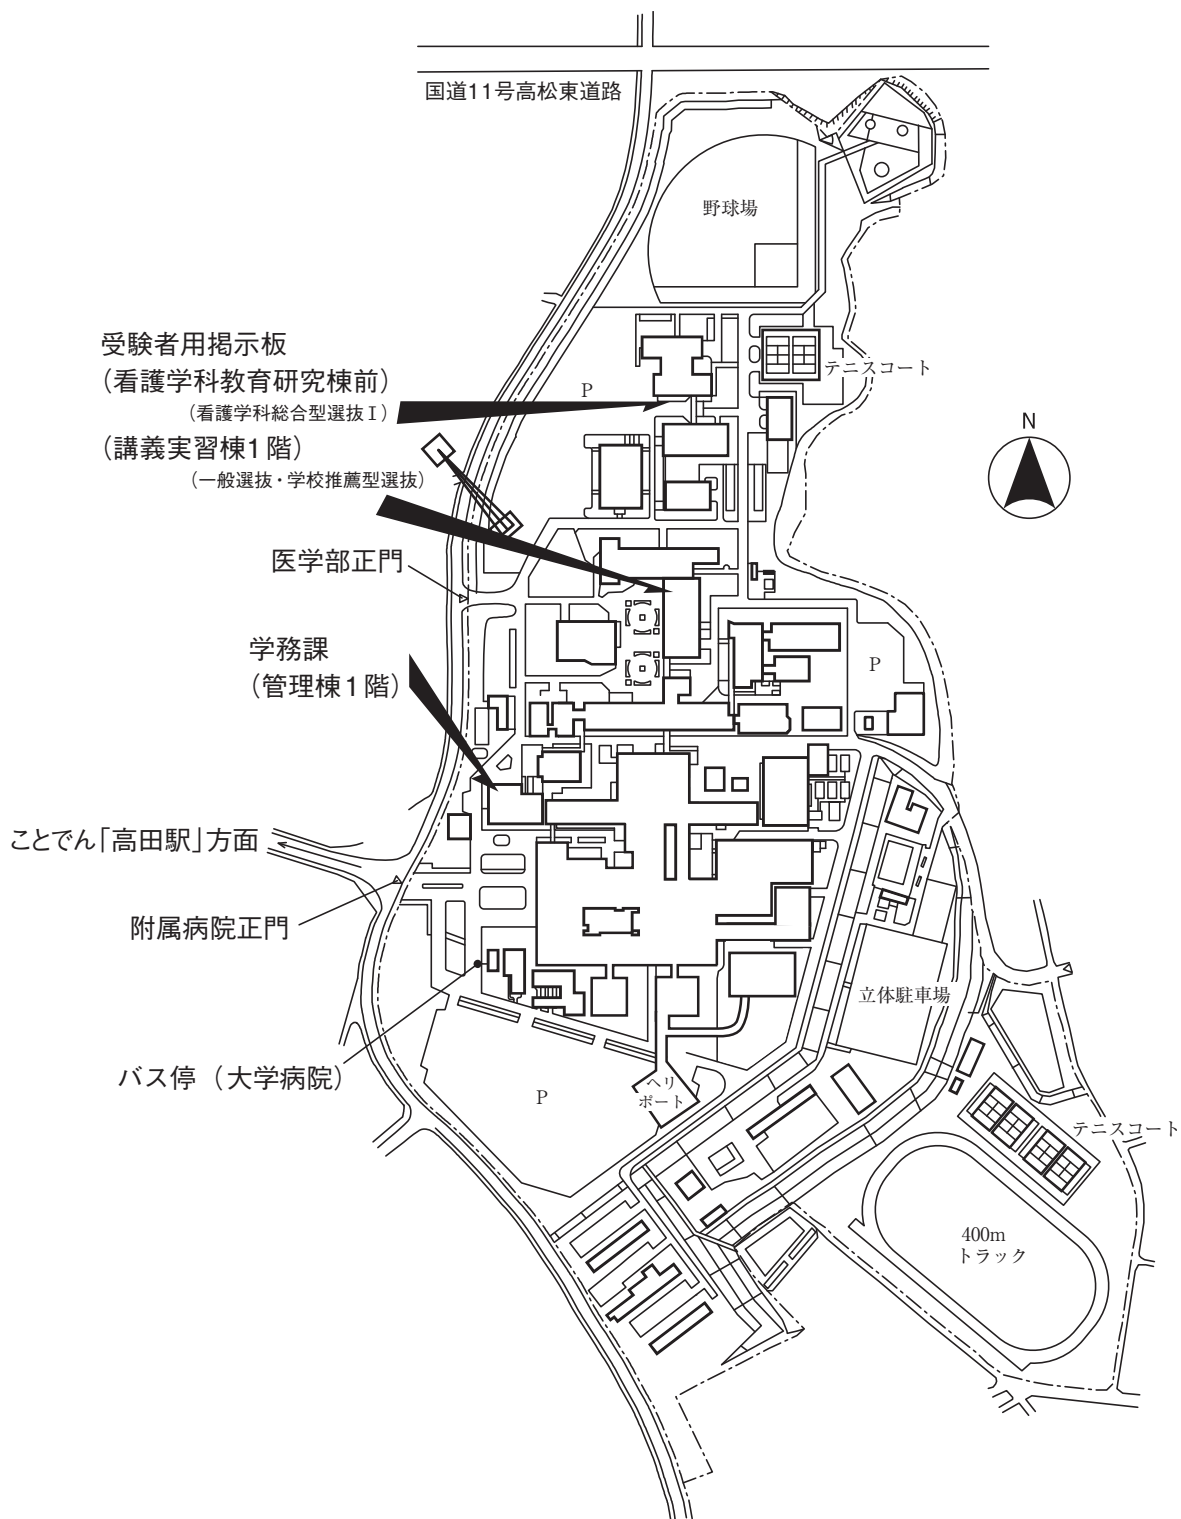 国道11号高松東道路
野球場
受験者用掲示板
(看護学科教育研究棟前)
(看護学科総合型選抜Ⅰ)
P
テニスコート
(講義実習棟1階)
(一般選抜・学校推薦型選抜)
N
医学部正門
学務課
(管理棟1階)
P
ことでん「高田駅」方面
附属病院正門
立体駐車場
バス停(大学病院)
P
ヘリ
ポート
テニスコート
400m
トラック